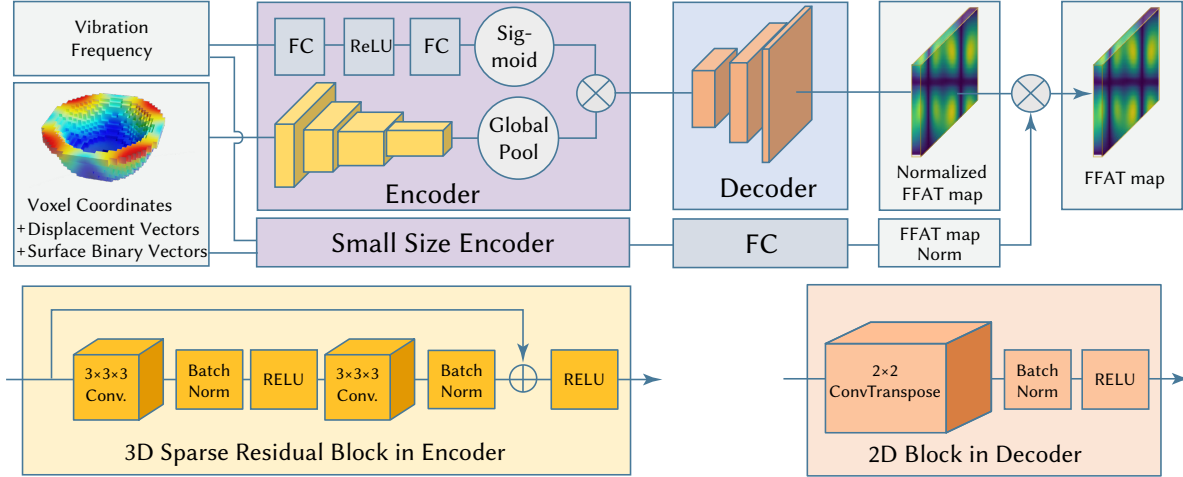 Vibration
Frequency
FC
ReLU
FC
Sig-
moid
Global
Pool
Encoder
Decoder
Normalized
FFAT map
FFAT map
Voxel Coordinates
+Displacement Vectors
+Surface Binary Vectors
Small Size Encoder
FC
FFAT map
Norm
3×3×3
Conv.
Batch
Norm
RELU
3×3×3
Conv.
Batch
Norm
RELU
3D Sparse Residual Block in Encoder
2×2
ConvTranspose
Batch
Norm
RELU
2D Block in Decoder